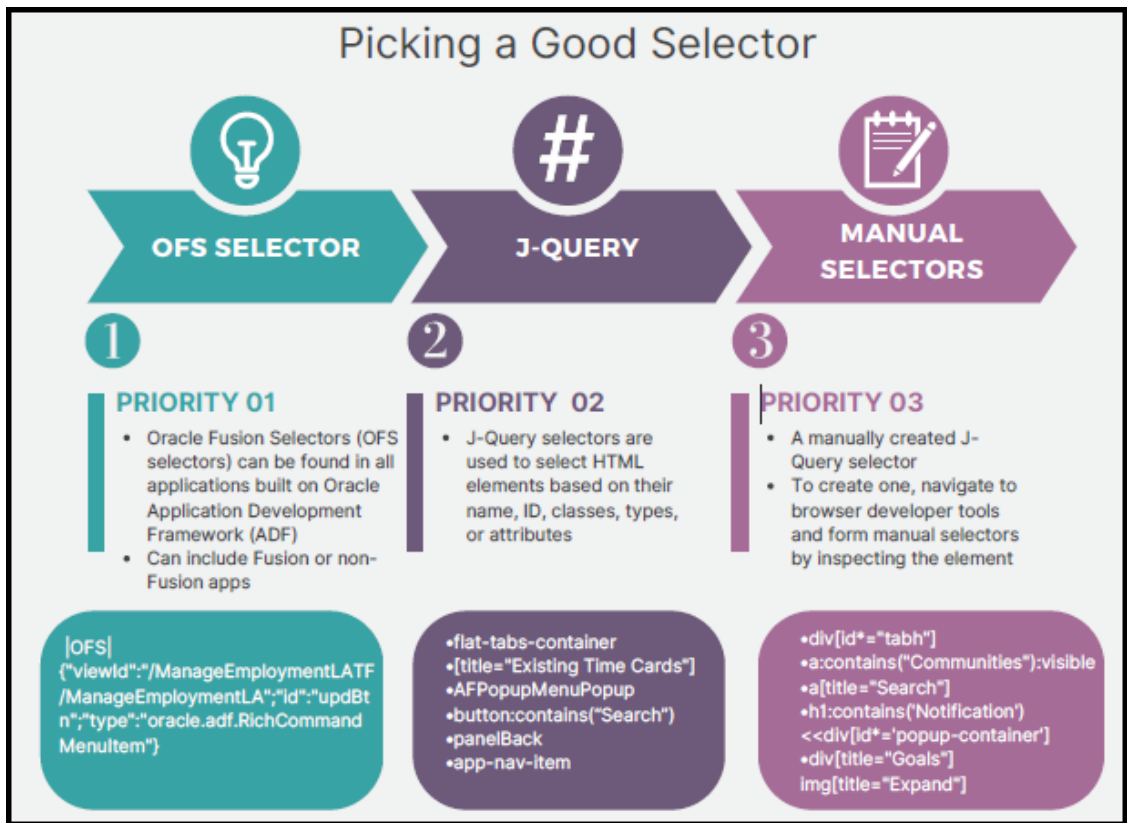 Picking a Good Selector
#
OFS SELECTOR
J-QUERY
MANUAL
SELECTORS
1
2
3
PRIORITY 01
• Oracle Fusion Selectors (OFS
selectors) can be found in all
applications built on Oracle
Application Development
Framework (ADF)
• Can include Fusion or non-
Fusion apps
PRIORITY 02
• J-Query selectors are
used to select HTML
elements based on their
name, ID, classes, types,
or attributes
PRIORITY 03
• A manually created J-
Query selector
• To create one, navigate to
browser developer tools
and form manual selectors
by inspecting the element
|OFS|
{"viewId":"/ManageEmploymentLATF
/ManageEmploymentLA";"id":"updBt
n";"type":"oracle.adf.RichCommand
MenuItem"}
•flat-tabs-container
•[title="Existing Time Cards"]
•AFPopupMenuPopup
•button:contains(“Search”)
•panelBack
•app-nav-item
•div[id*="tabh"]
•a:contains("Communities"):visible
•a[title="Search"]
•h1:contains('Notification')
<<div[id*='popup-container']
•div[title="Goals"]
img[title="Expand"]